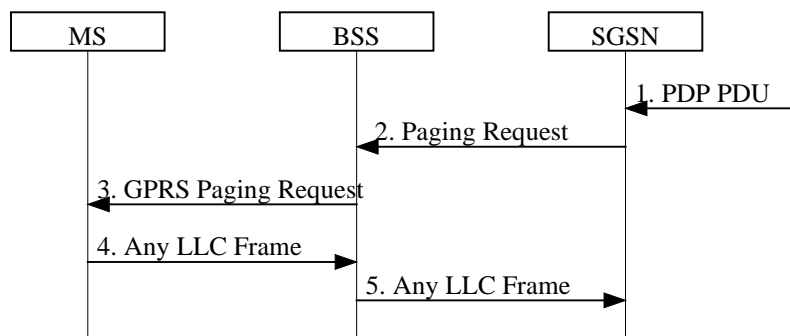 MS
BSS
SGSN
1. PDP PDU
2. Paging Request
3. GPRS Paging Request
4. Any LLC Frame
5. Any LLC Frame